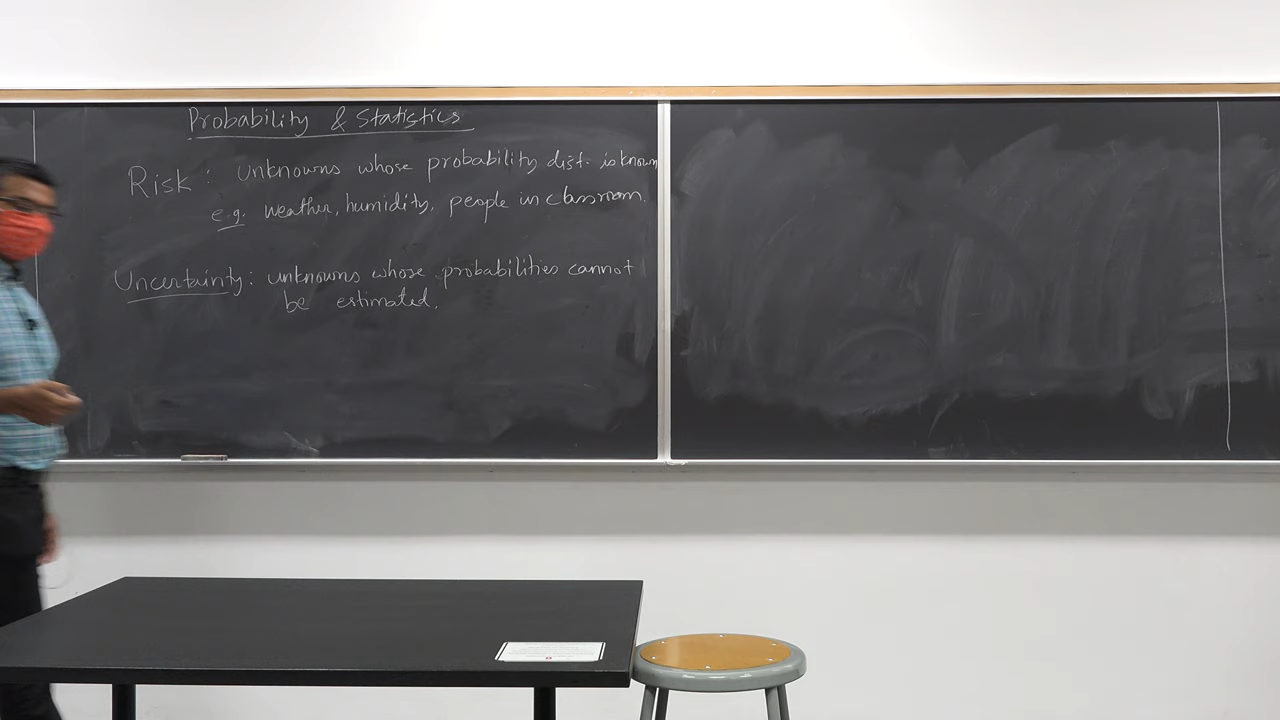 Probability & Statistics
Risk: Unknowns whose probability dist. is known,
e.g. weather, humidity, people in classroom.
Uncertainty: unknowns whose probabilities cannot
be estimated.